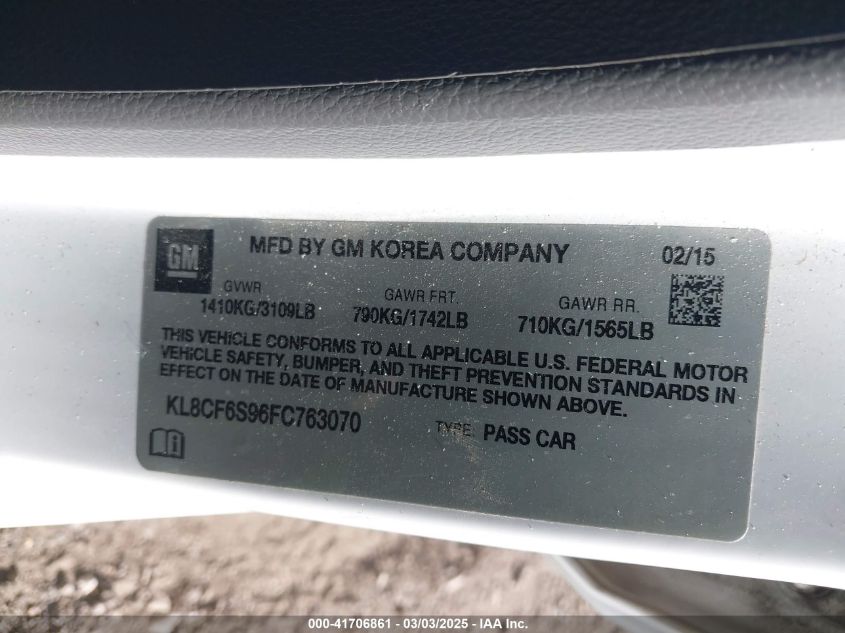 GM
MFD BY GM KOREA COMPANY 02/15
GVWR GAWR FRT. GAWR RR.
1410KG/3109LB 790KG/1742LB 710KG/1565LB
THIS VEHICLE CONFORMS TO ALL APPLICABLE U.S. FEDERAL MOTOR
VEHICLE SAFETY, BUMPER, AND THEFT PREVENTION STANDARDS IN
EFFECT ON THE DATE OF MANUFACTURE SHOWN ABOVE.
KL8CF6S96FC763070 TYPE: PASS CAR
000-41706861 - 03/03/2025 - IAA Inc.